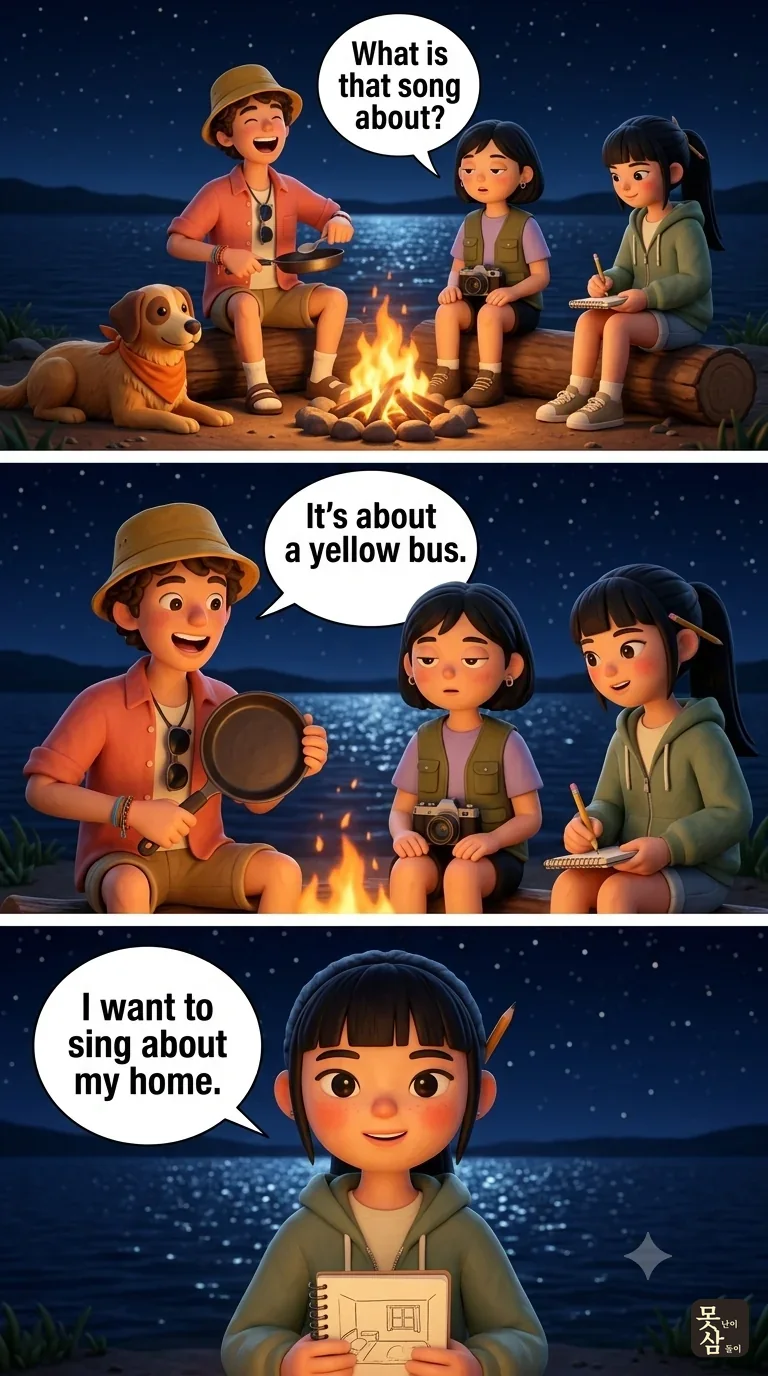 What is
that song
about?
It's about
a yellow bus.
I want to
sing about
my home.
못난이
삼돌이